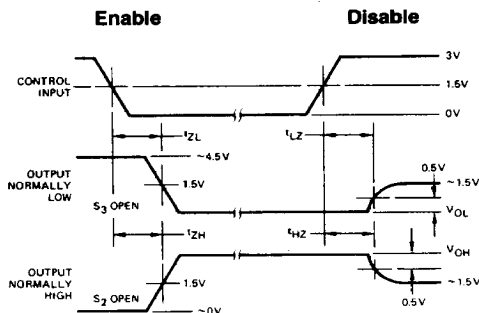 Enable Disable
CONTROL INPUT
3V
1.5V
0V
tZL
tLZ
~4.5V
OUTPUT NORMALLY LOW
1.5V
S3 OPEN
0.5V
~1.5V
VOL
tZH
tHZ
VOH
OUTPUT NORMALLY HIGH
1.5V
S2 OPEN
~0V
~1.5V
0.5V